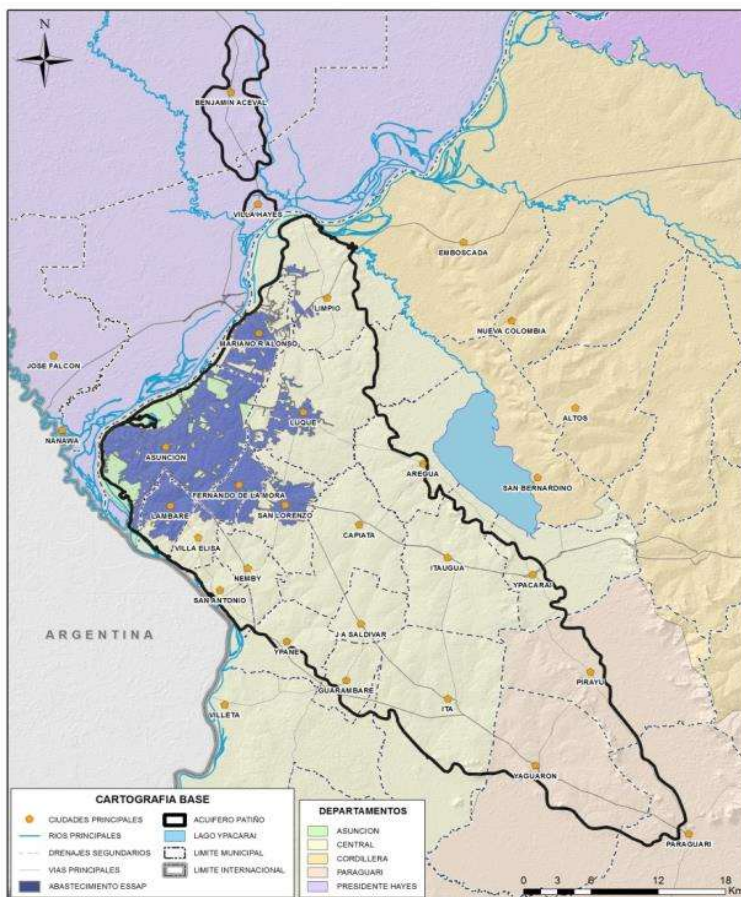 N
BENJAMIN ACEVAL
VILLA HAYES
EMBOSCADA
LIMPIO
NUEVA COLOMBIA
MARIANO R ALONSO
JOSE FALCON
ALTOS
LUQUE
NANAWA
ASUNCION
AREGUA
SAN BERNARDINO
FERNANDO DE LA MORA
LAMBARE
SAN LORENZO
CAPIATA
VILLA ELISA
ITAUGUA
NEMBY
YPACARAI
SAN ANTONIO
ARGENTINA
J A SALDIVAR
YPANE
PIRAYU
GUARAMBARE
ITA
VILLETA
YAGUARON
PARAGUARI
CARTOGRAFIA BASE
CIUDADES PRINCIPALES
RIOS PRINCIPALES
DRENAJES SEGUNDARIOS
VIAS PRINCIPALES
ABASTECIMIENTO ESSAP
ACUIFERO PATIÑO
LAGO YPACARAI
LIMITE MUNICIPAL
LIMITE INTERNACIONAL
DEPARTAMENTOS
ASUNCION
CENTRAL
CORDILLERA
PARAGUARI
PRESIDENTE HAYES
0 3 6 12 18
Km